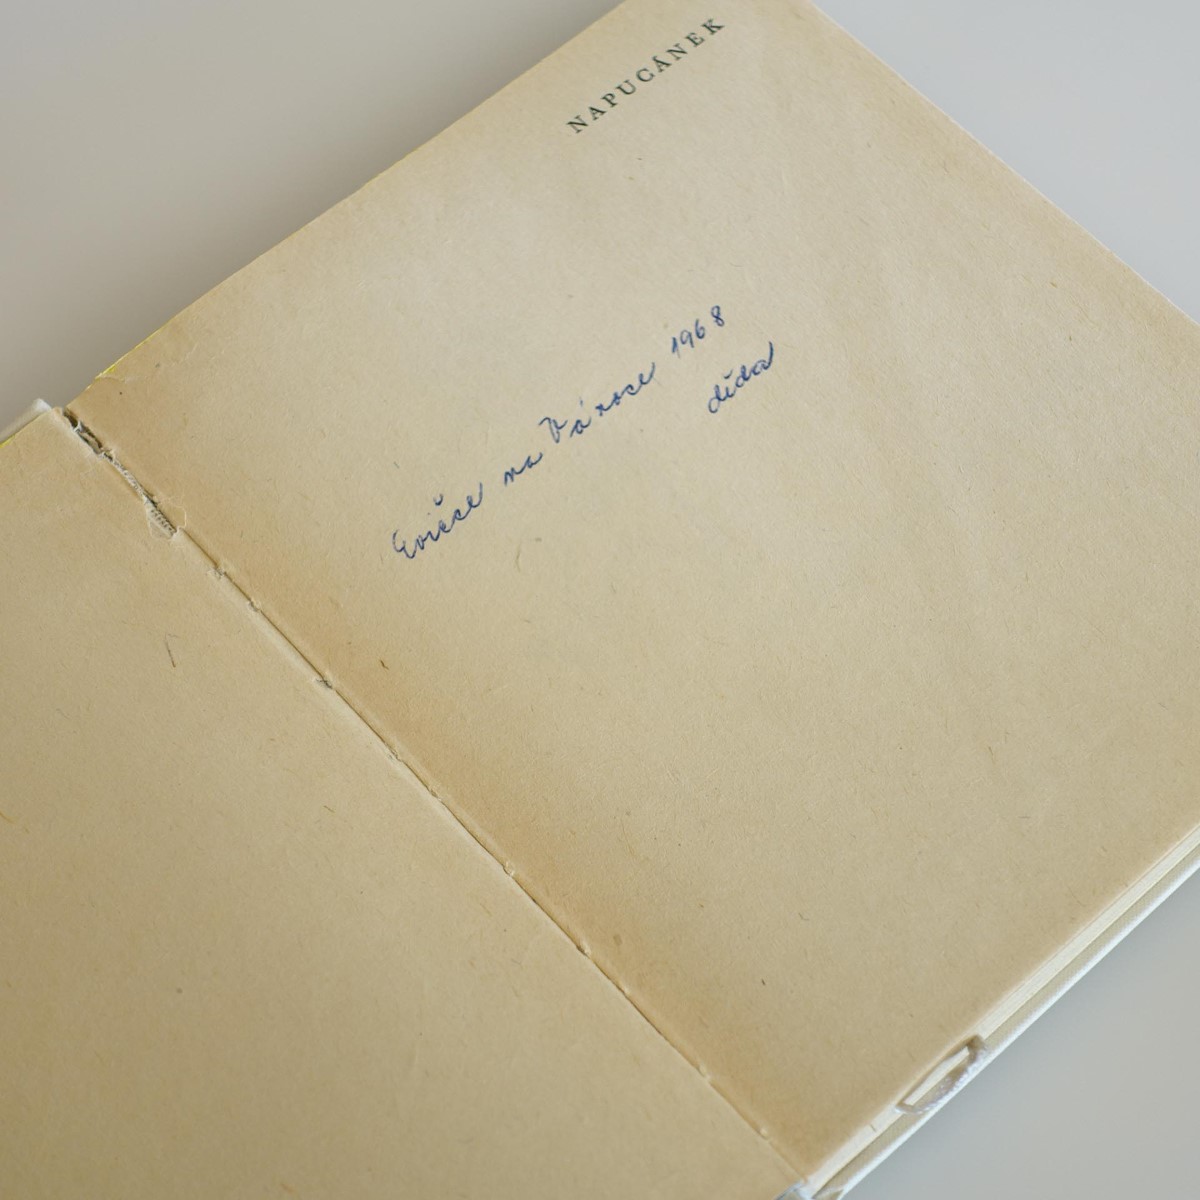 NAPUCÁNEK
Evičce na Vánoce 1968
děda